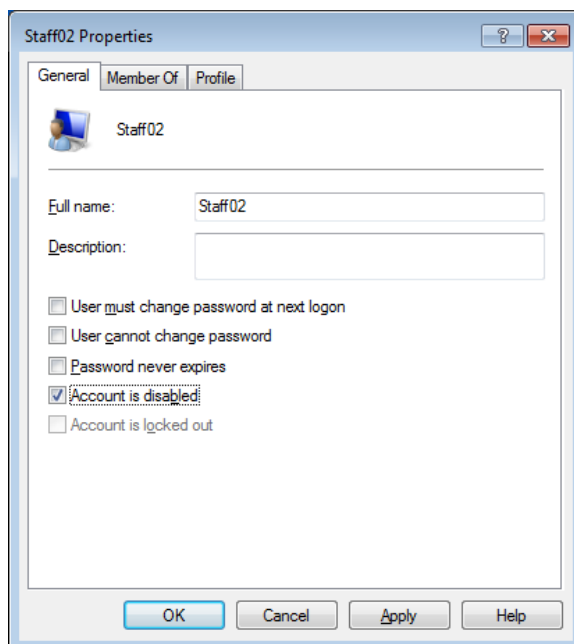 Staff02 Properties
General Member Of Profile
Staff02
Full name: Staff02
Description:
User must change password at next logon
User cannot change password
Password never expires
Account is disabled
Account is locked out
OK Cancel Apply Help